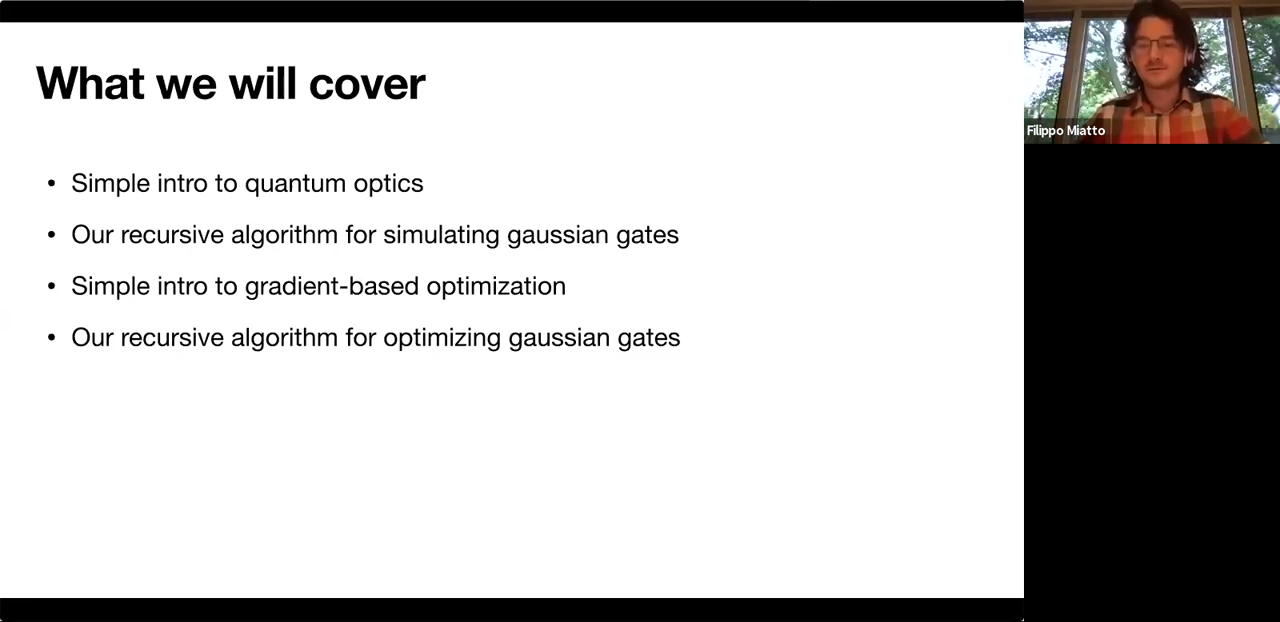 What we will cover
• Simple intro to quantum optics
• Our recursive algorithm for simulating gaussian gates
• Simple intro to gradient-based optimization
• Our recursive algorithm for optimizing gaussian gates
Filippo Miatto